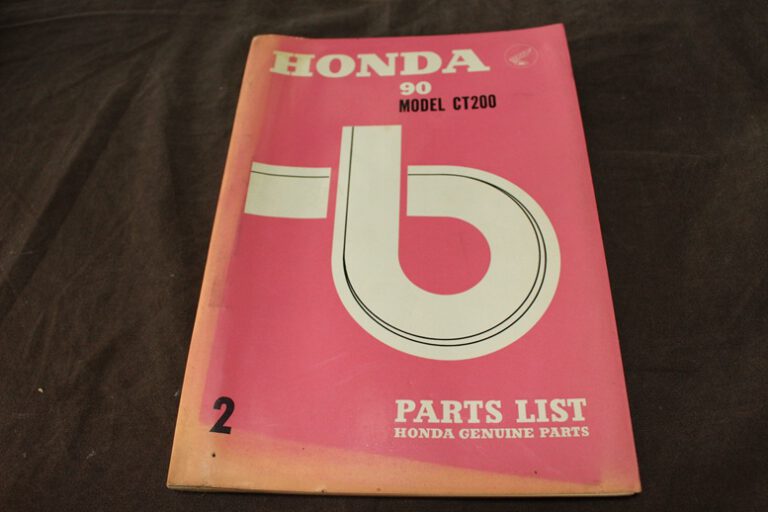 HONDA
90
MODEL CT200
2
PARTS LIST
HONDA GENUINE PARTS